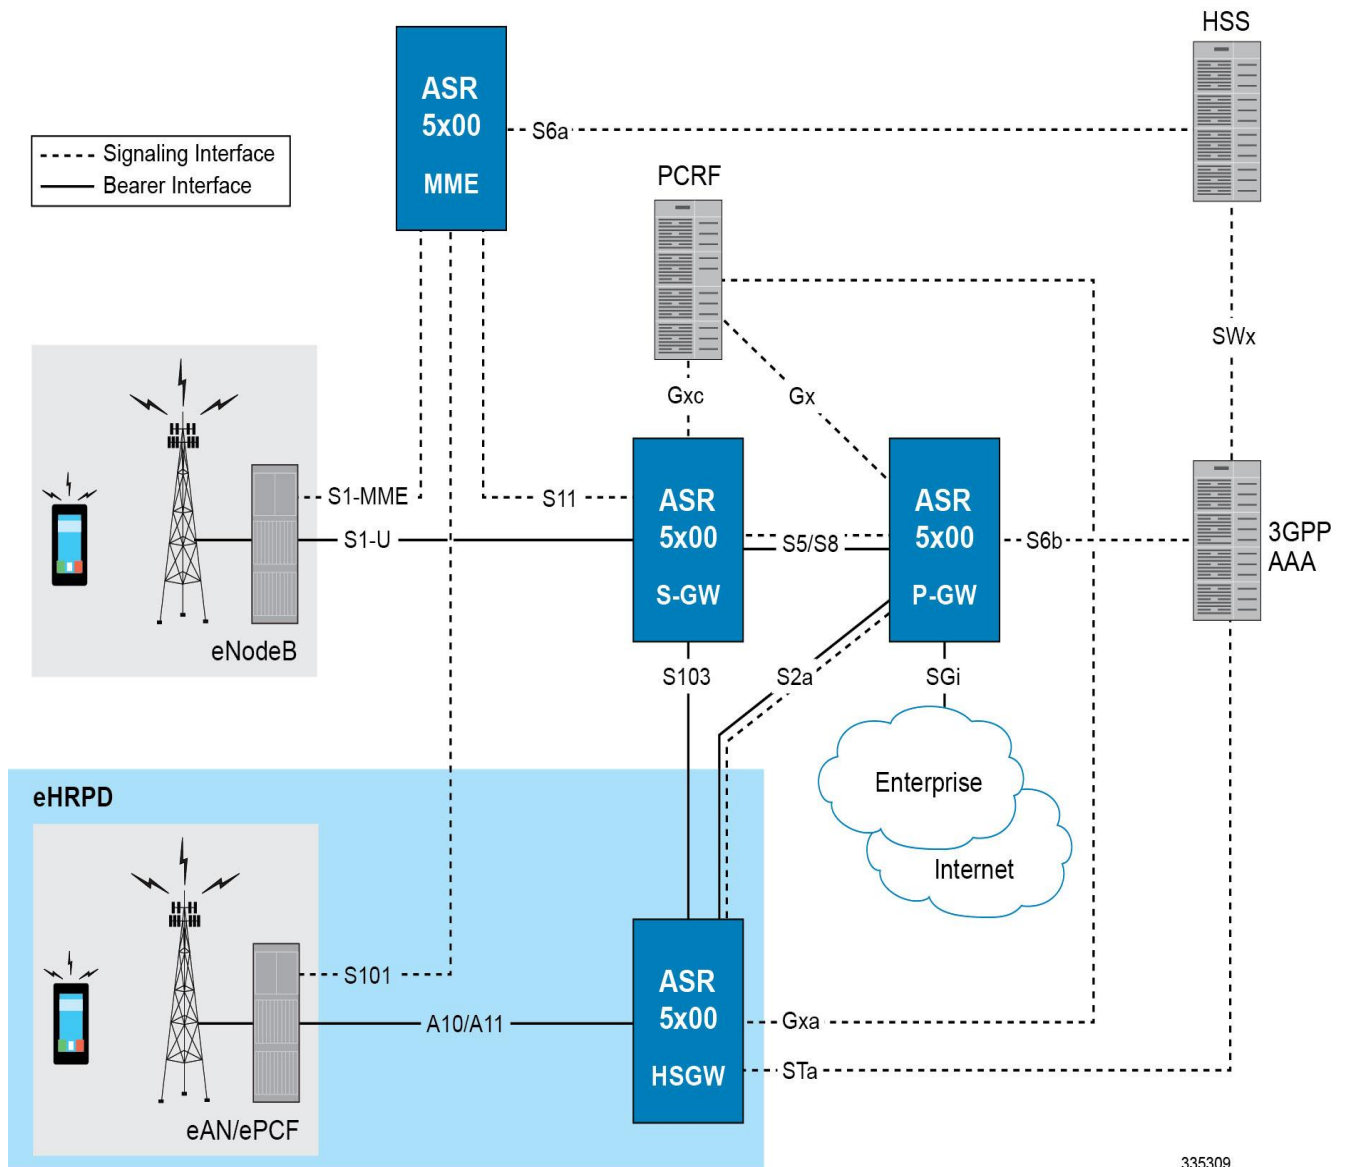 HSS
ASR
5x00
MME
S6a
Signaling Interface
Bearer Interface
PCRF
SWx
Gxc
Gx
S1-MME
S11
S1-U
ASR
5x00
S-GW
S5/S8
ASR
5x00
P-GW
S6b
3GPP
AAA
eNodeB
S103
S2a
SGi
Enterprise
Internet
eHRPD
S101
A10/A11
ASR
5x00
HSGW
Gxa
STa
eAN/ePCF
335309